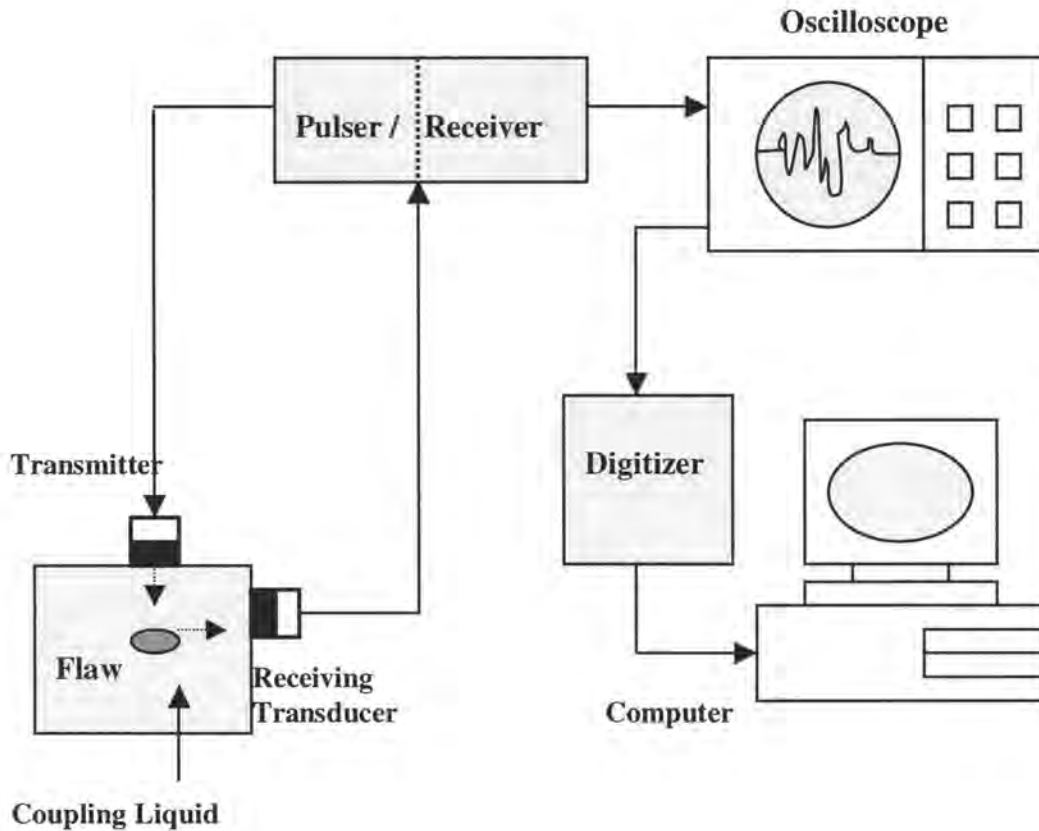 Oscilloscope
Pulser / Receiver
Digitizer
Transmitter
Flaw
Receiving
Transducer
Computer
Coupling Liquid